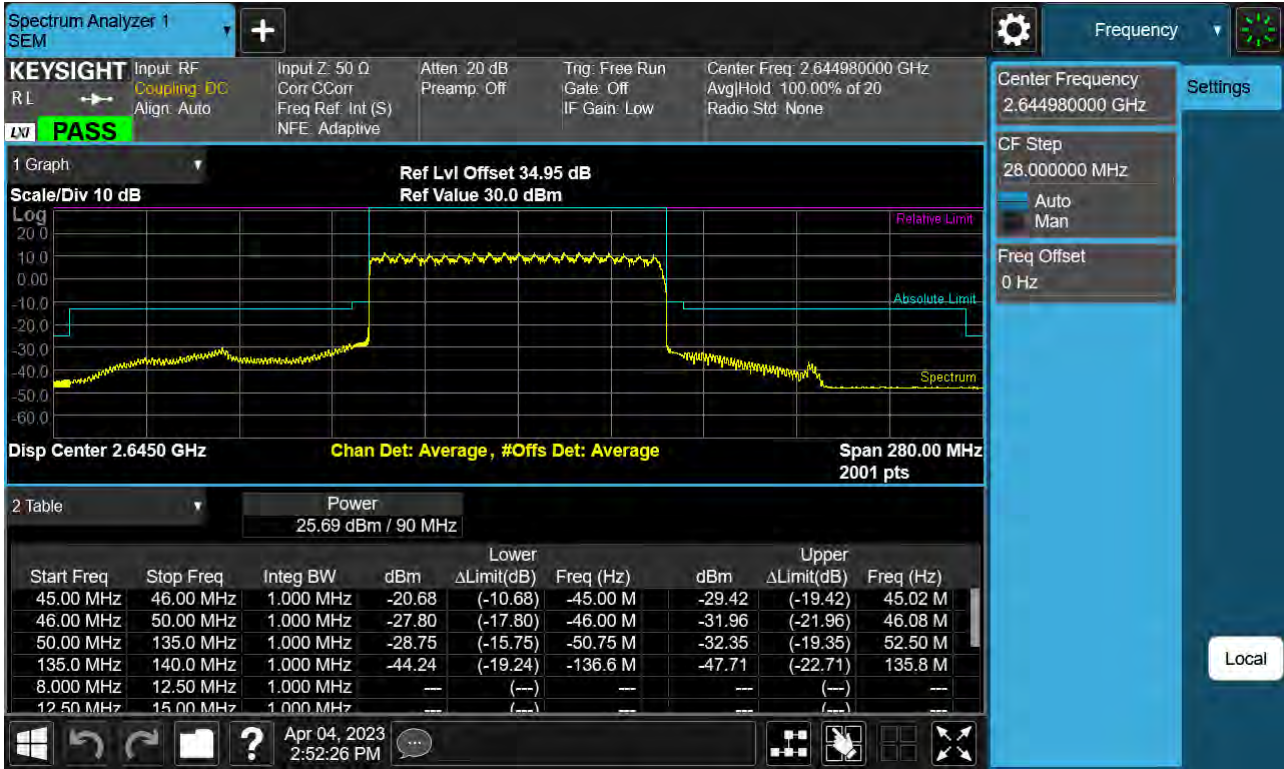 Spectrum Analyzer 1
SEM
+
Frequency
KEYSIGHT
R L
LXI
PASS
Input: RF
Coupling: DC
Align: Auto
Input Z: 50 Ω
Corr CCorr
Freq Ref: Int (S)
NFE: Adaptive
Atten: 20 dB
Preamp: Off
Trig: Free Run
Gate: Off
IF Gain: Low
Center Freq: 2.644980000 GHz
Avg|Hold: 100.00% of 20
Radio Std: None
Center Frequency
2.644980000 GHz
Settings
CF Step
28.000000 MHz
Auto
Man
Freq Offset
0 Hz
1 Graph
Scale/Div 10 dB
Ref Lvl Offset 34.95 dB
Ref Value 30.0 dBm
Log
Relative Limit
20.0
10.0
0.00
-10.0
Absolute Limit
-20.0
-30.0
-40.0
Spectrum
-50.0
-60.0
Disp Center 2.6450 GHz
Chan Det: Average , #Offs Det: Average
Span 280.00 MHz
2001 pts
2 Table
Power
25.69 dBm / 90 MHz
Lower Upper
Start Freq Stop Freq Integ BW dBm ΔLimit(dB) Freq (Hz) dBm ΔLimit(dB) Freq (Hz)
45.00 MHz 46.00 MHz 1.000 MHz -20.68 (-10.68) -45.00 M -29.42 (-19.42) 45.02 M
46.00 MHz 50.00 MHz 1.000 MHz -27.80 (-17.80) -46.00 M -31.96 (-21.96) 46.08 M
50.00 MHz 135.0 MHz 1.000 MHz -28.75 (-15.75) -50.75 M -32.35 (-19.35) 52.50 M
135.0 MHz 140.0 MHz 1.000 MHz -44.24 (-19.24) -136.6 M -47.71 (-22.71) 135.8 M
8.000 MHz 12.50 MHz 1.000 MHz --- (---) --- --- (---) ---
12.50 MHz 15.00 MHz 1.000 MHz --- (---) --- --- (---) ---
Local
?
Apr 04, 2023
2:52:26 PM